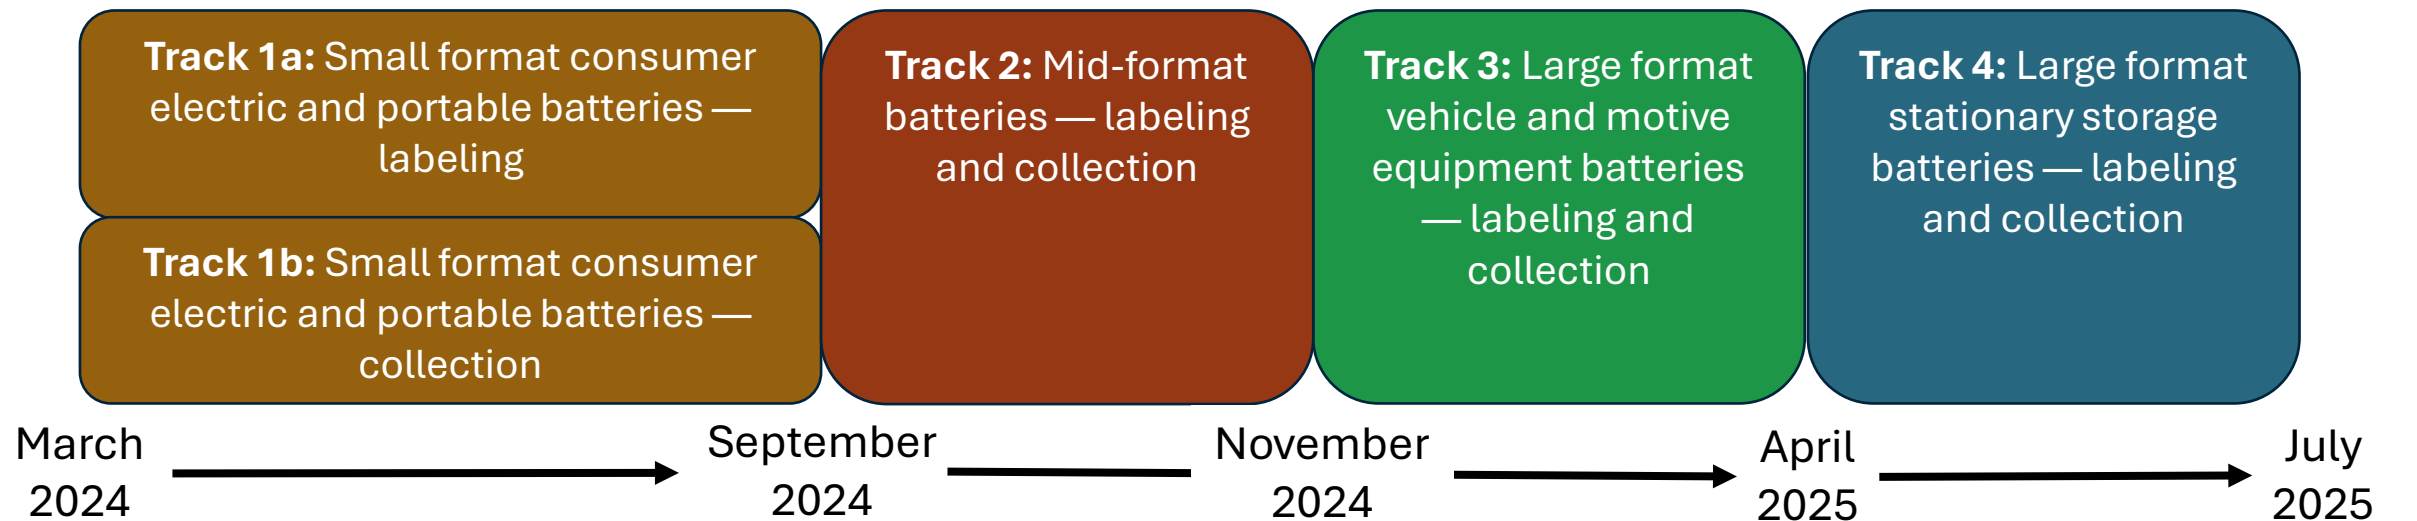 Track 1a: Small format consumer
electric and portable batteries —
labeling
Track 1b: Small format consumer
electric and portable batteries —
collection
Track 2: Mid-format
batteries — labeling
and collection
Track 3: Large format
vehicle and motive
equipment batteries
— labeling and
collection
Track 4: Large format
stationary storage
batteries — labeling
and collection
March
2024
September
2024
November
2024
April
2025
July
2025